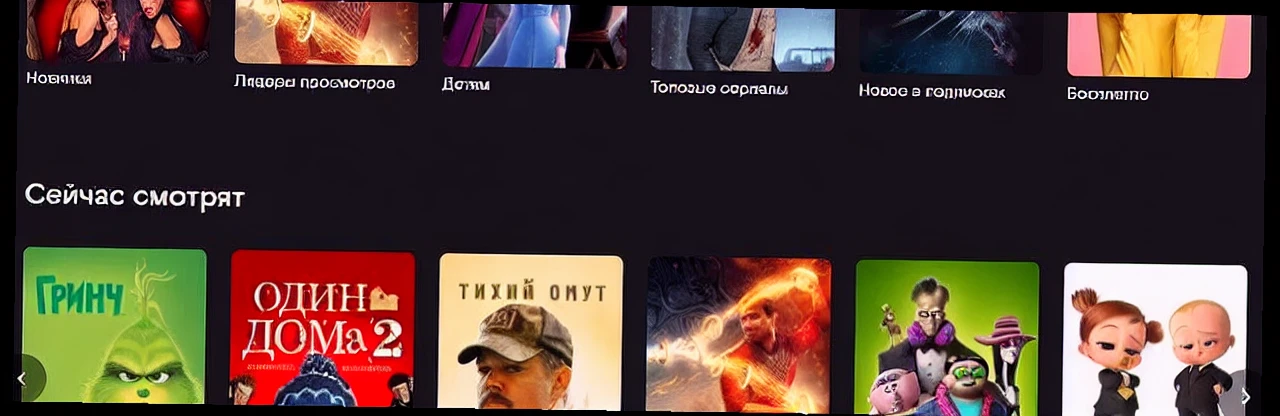 Новинки
Лидеры просмотров
Детям
Топовые сериалы
Новое в подписках
Бесплатно
Сейчас смотрят
ГРИНЧ
ОДИН
ДОМа 2
ТИХИЙ ОМУТ